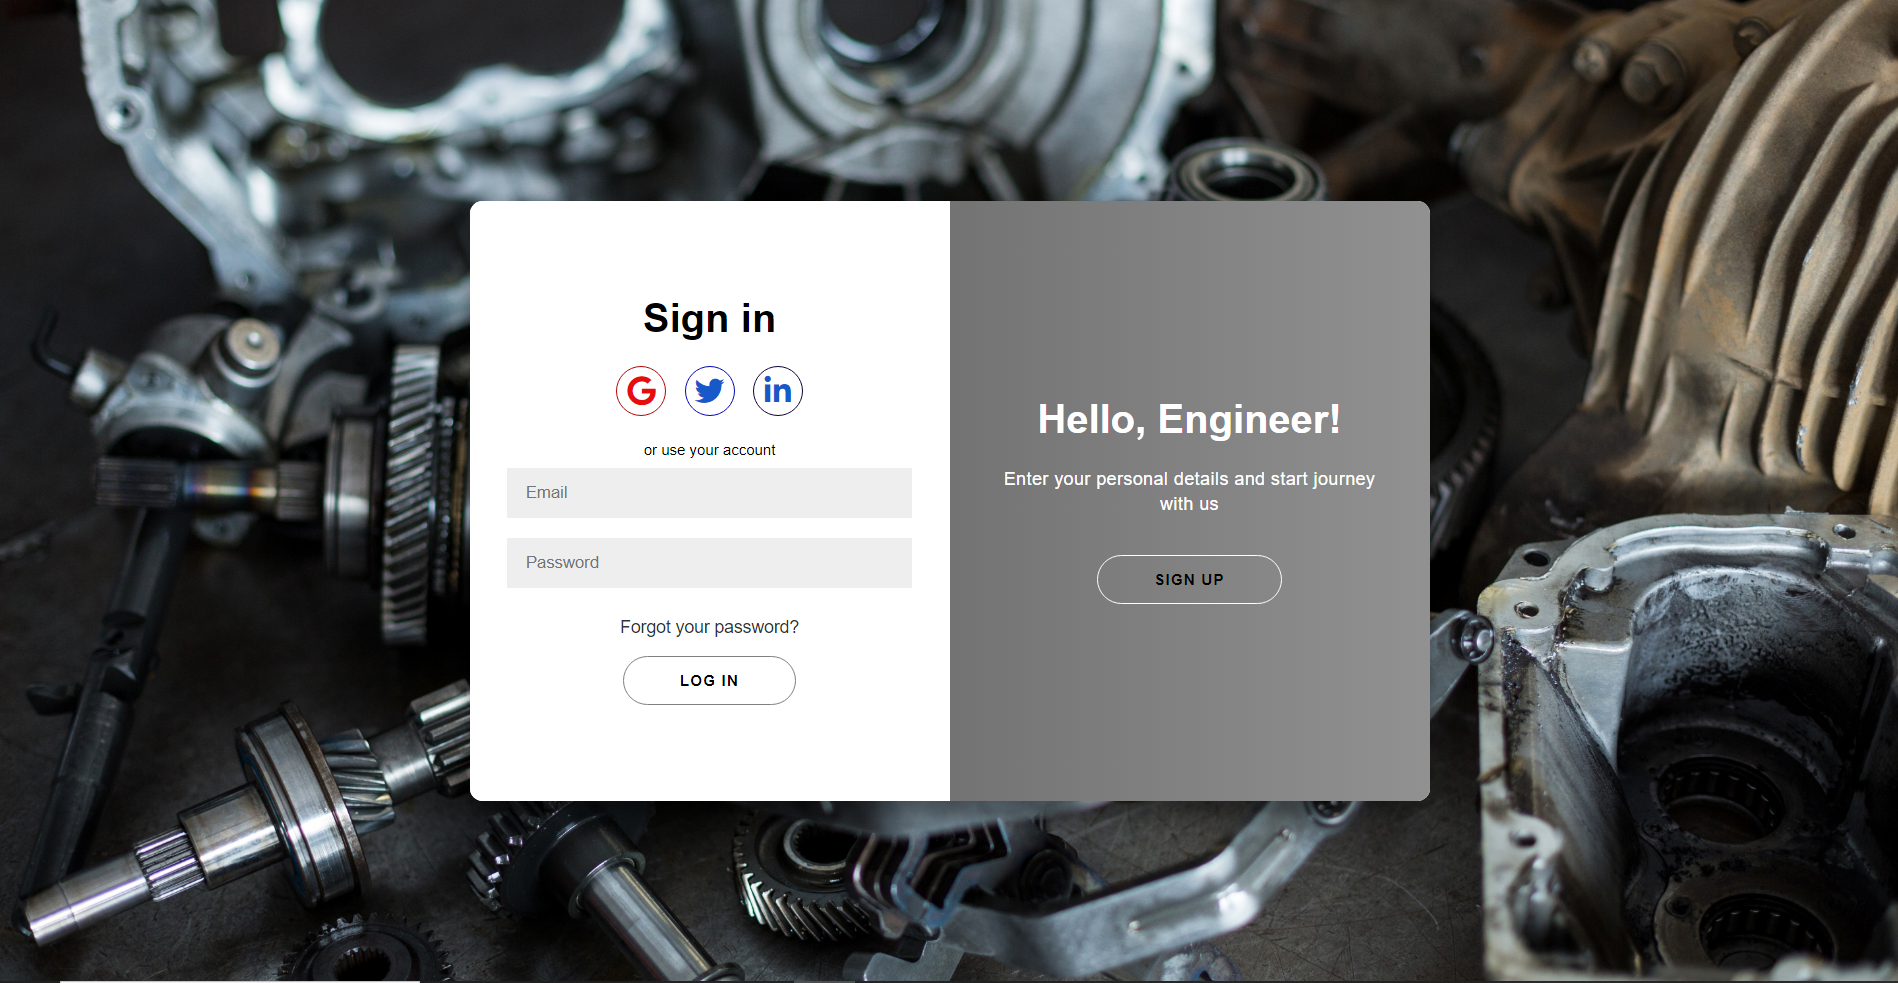 Sign in
or use your account
Email
Password
Forgot your password?
LOG IN
Hello, Engineer!
Enter your personal details and start journey
with us
SIGN UP